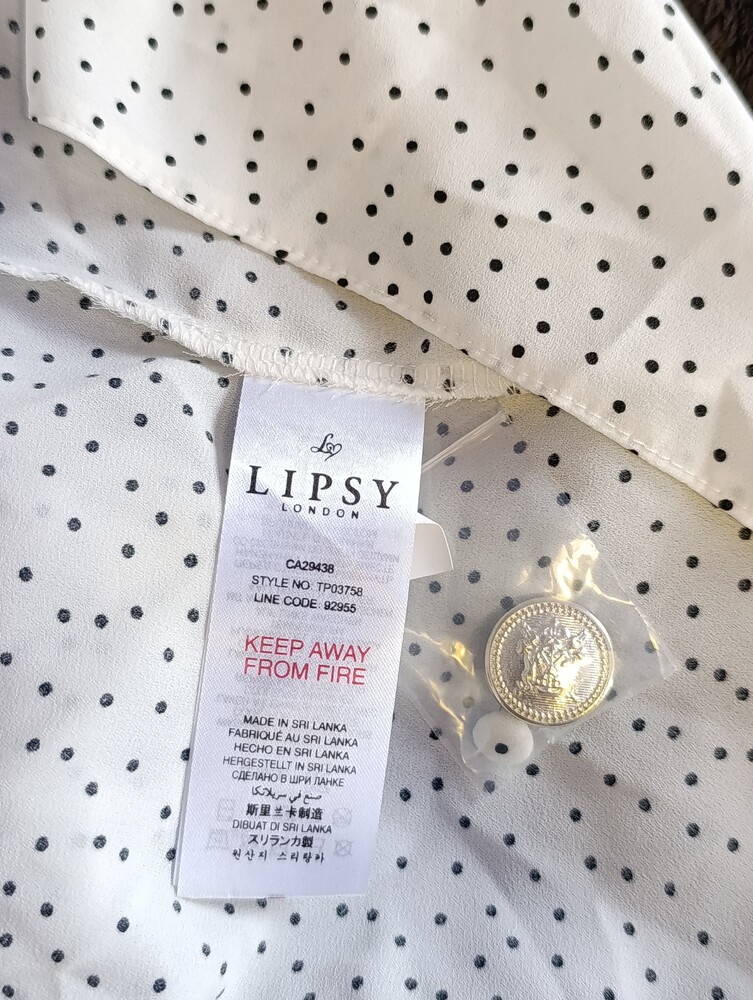 LIPSY
LONDON
CA29438
STYLE NO: TP03758
LINE CODE: 92955
KEEP AWAY
FROM FIRE
MADE IN SRI LANKA
FABRIQUÉ AU SRI LANKA
HECHO EN SRI LANKA
HERGESTELLT IN SRI LANKA
СДЕЛАНО В ШРИ ЛАНКЕ
صنع في سريلانكا
斯里兰卡制造
DIBUAT DI SRI LANKA
スリランカ製
원산지 스리랑카